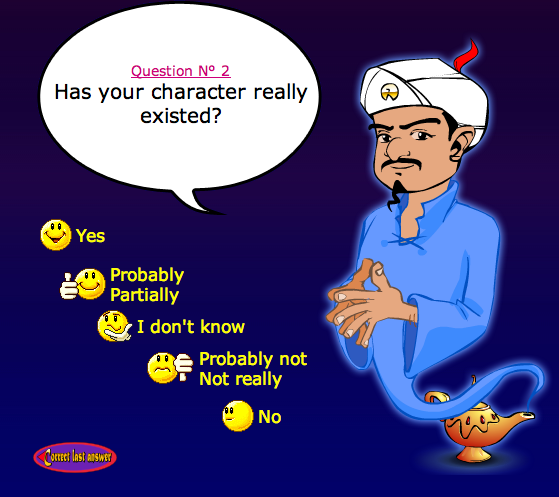 Question N° 2
Has your character really
existed?
Yes
Probably
Partially
I don't know
Probably not
Not really
No
Correct last answer